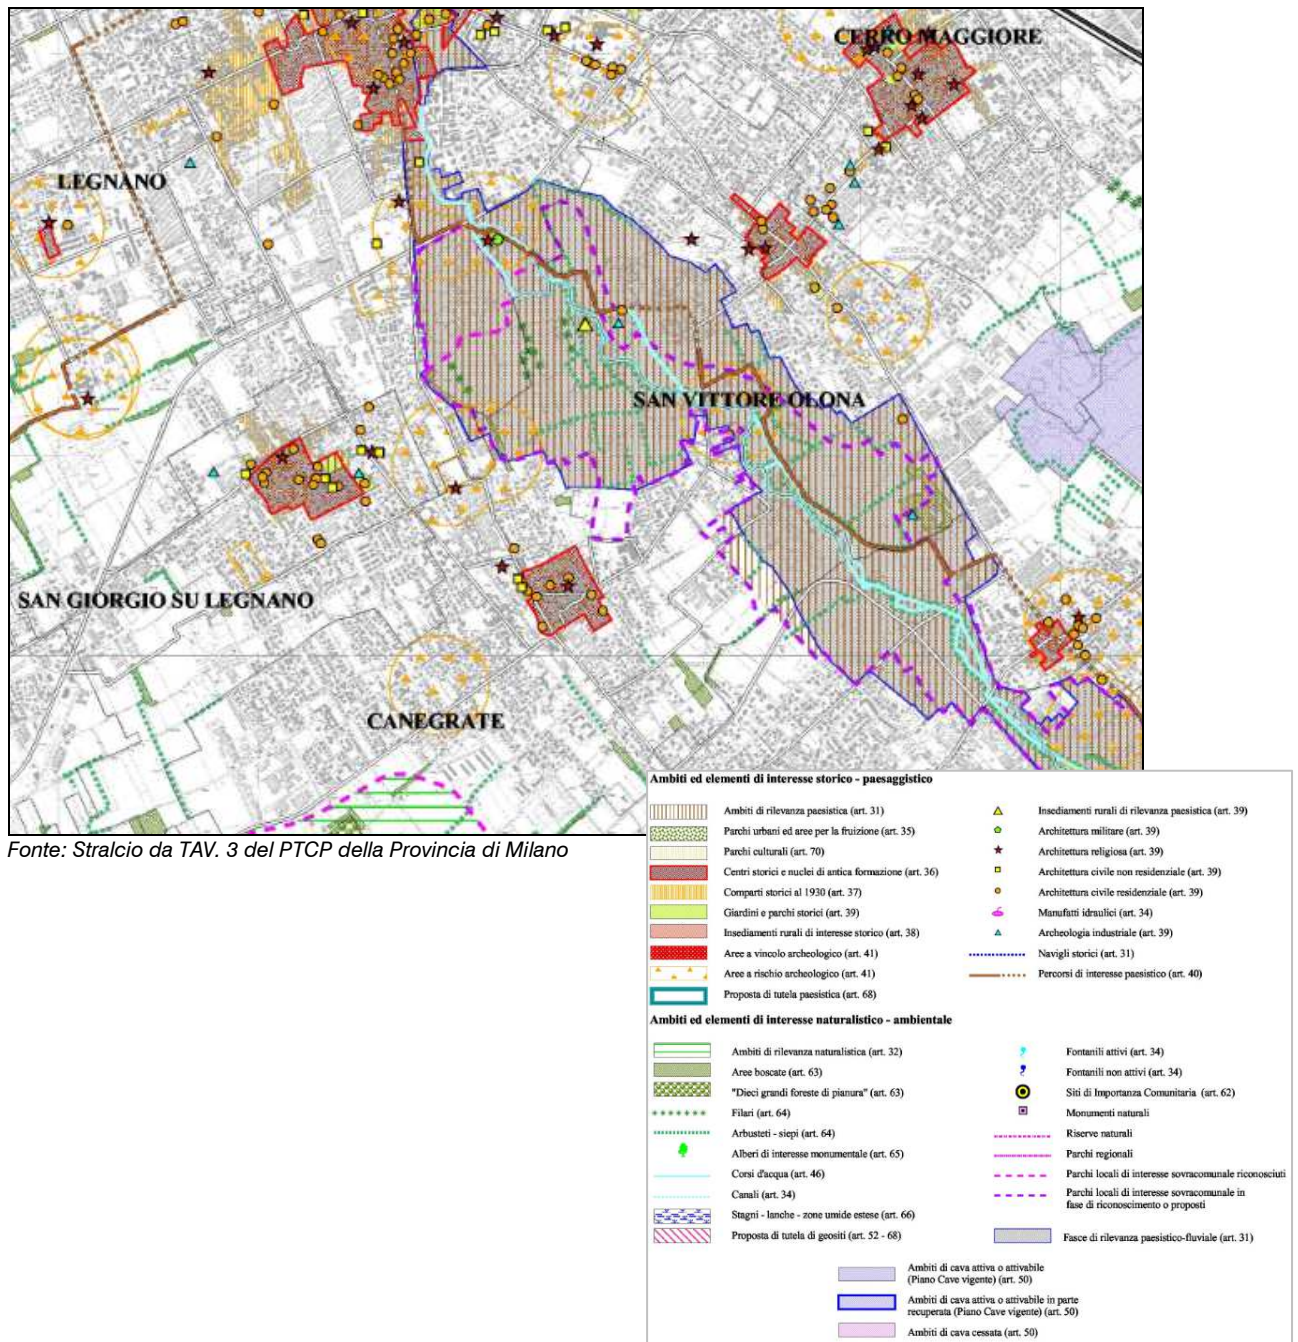 CERRO MAGGIORE
LEGNANO
SAN VITTORE OLONA
SAN GIORGIO SU LEGNANO
CANEGRATE
Fonte: Stralcio da TAV. 3 del PTCP della Provincia di Milano
Ambiti ed elementi di interesse storico - paesaggistico
Ambiti di rilevanza paesistica (art. 31)
Parchi urbani ed aree per la fruizione (art. 35)
Parchi culturali (art. 70)
Centri storici e nuclei di antica formazione (art. 36)
Comparti storici al 1930 (art. 37)
Giardini e parchi storici (art. 39)
Insediamenti rurali di interesse storico (art. 38)
Aree a vincolo archeologico (art. 41)
Aree a rischio archeologico (art. 41)
Proposta di tutela paesistica (art. 68)
Insediamenti rurali di rilevanza paesistica (art. 39)
Architettura militare (art. 39)
Architettura religiosa (art. 39)
Architettura civile non residenziale (art. 39)
Architettura civile residenziale (art. 39)
Manufatti idraulici (art. 34)
Archeologia industriale (art. 39)
Navigli storici (art. 31)
Percorsi di interesse paesistico (art. 40)
Ambiti ed elementi di interesse naturalistico - ambientale
Ambiti di rilevanza naturalistica (art. 32)
Aree boscate (art. 63)
"Dieci grandi foreste di pianura" (art. 63)
Filari (art. 64)
Arbusteti - siepi (art. 64)
Alberi di interesse monumentale (art. 65)
Corsi d'acqua (art. 46)
Canali (art. 34)
Stagni - lanche - zone umide estese (art. 66)
Proposta di tutela di geositi (art. 52 - 68)
Fontanili attivi (art. 34)
Fontanili non attivi (art. 34)
Siti di Importanza Comunitaria (art. 62)
Monumenti naturali
Riserve naturali
Parchi regionali
Parchi locali di interesse sovracomunale riconosciuti
Parchi locali di interesse sovracomunale in
fase di riconoscimento o proposti
Fasce di rilevanza paesistico-fluviale (art. 31)
Ambiti di cava attiva o attivabile
(Piano Cave vigente) (art. 50)
Ambiti di cava attiva o attivabile in parte
recuperata (Piano Cave vigente) (art. 50)
Ambiti di cava cessata (art. 50)